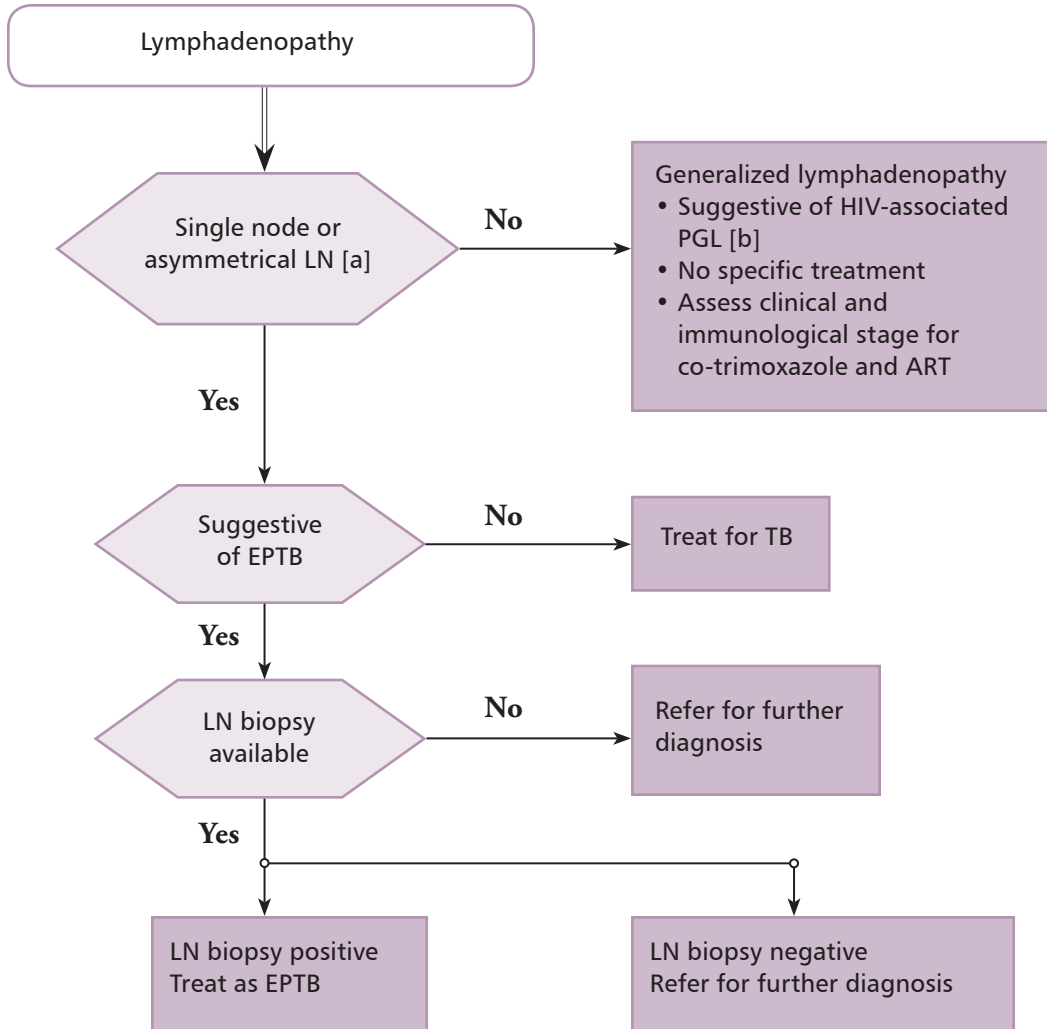 Lymphadenopathy
Single node or
asymmetrical LN [a]
No
Generalized lymphadenopathy
• Suggestive of HIV-associated
PGL [b]
• No specific treatment
• Assess clinical and
immunological stage for
co-trimoxazole and ART
Yes
Suggestive
of EPTB
No
Treat for TB
Yes
LN biopsy
available
No
Refer for further
diagnosis
Yes
LN biopsy positive
Treat as EPTB
LN biopsy negative
Refer for further diagnosis